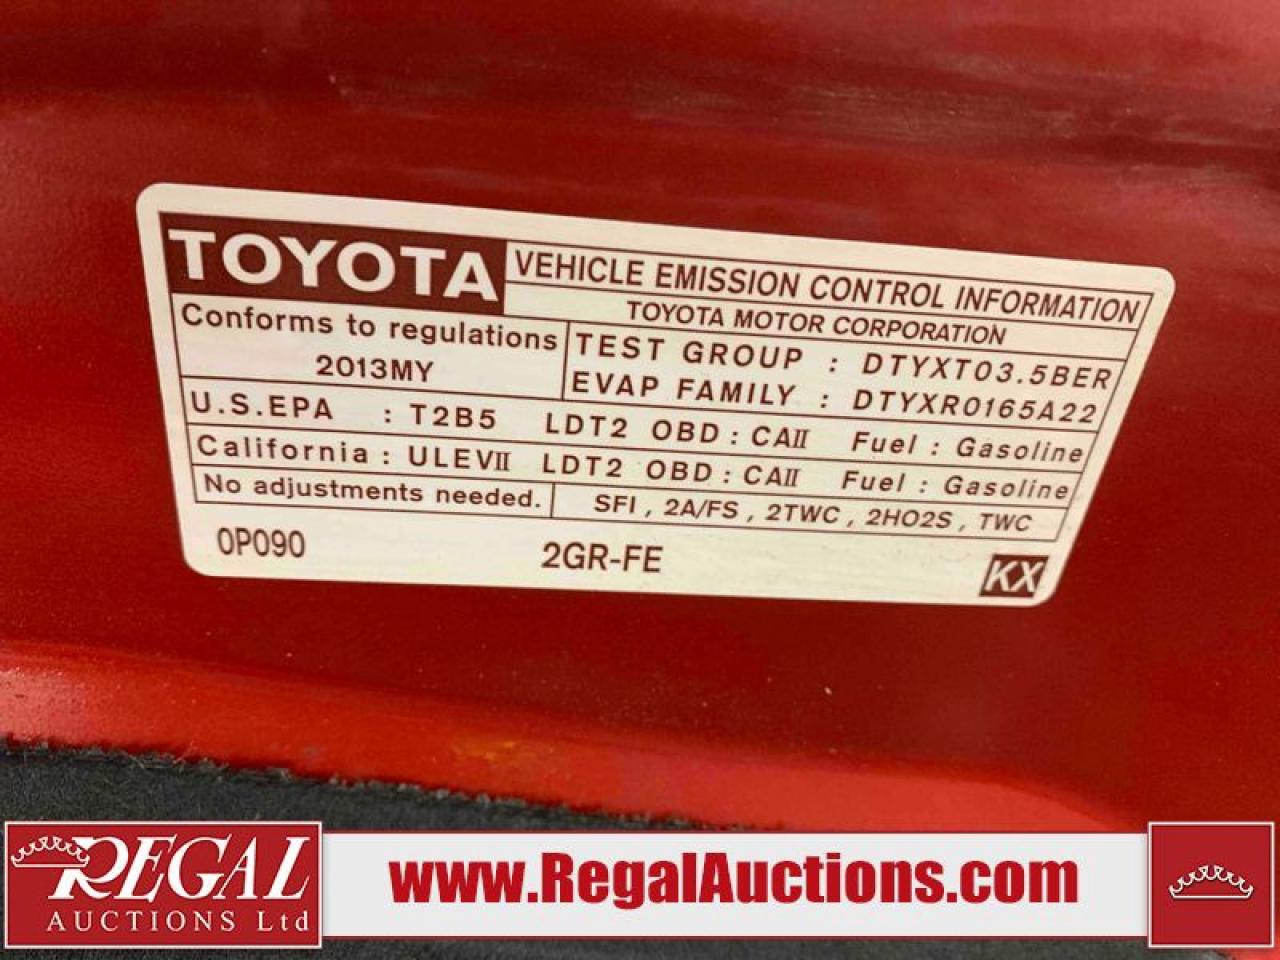 TOYOTA
VEHICLE EMISSION CONTROL INFORMATION
TOYOTA MOTOR CORPORATION
Conforms to regulations
2013MY
TEST GROUP : DTYXT03.5BER
EVAP FAMILY : DTYXR0165A22
U.S.EPA : T2B5 LDT2 OBD : CAII Fuel : Gasoline
California : ULEVII LDT2 OBD : CAII Fuel : Gasoline
No adjustments needed. SFI , 2A/FS , 2TWC , 2HO2S , TWC
0P090 2GR-FE KX
REGAL
AUCTIONS Ltd
www.RegalAuctions.com